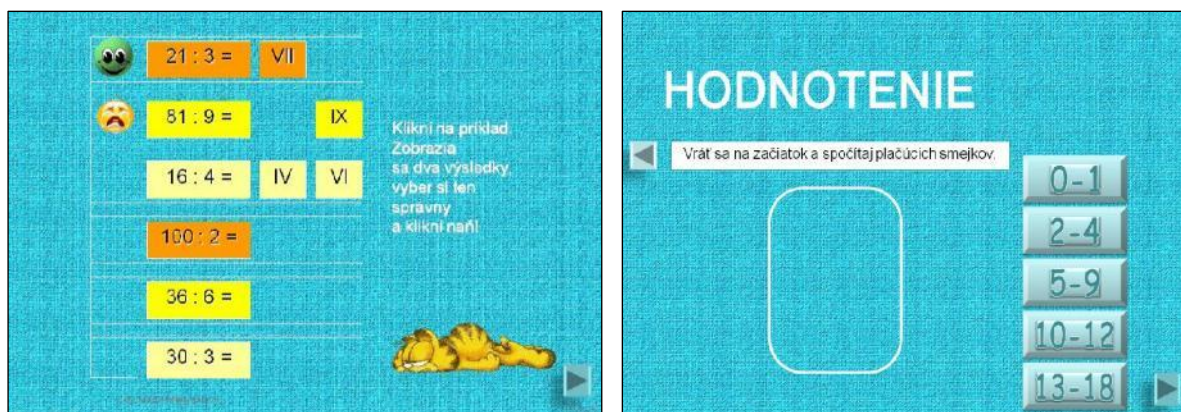 21 : 3 = VII
81 : 9 = IX
16 : 4 = IV VI
100 : 2 =
36 : 6 =
30 : 3 =
Klikni na príklad.
Zobrazia
sa dva výsledky,
vyber si len
správny
a klikni naň!
HODNOTENIE
Vráť sa na začiatok a spočítaj plačúcich smejkov.
0-1
2-4
5-9
10-12
13-18